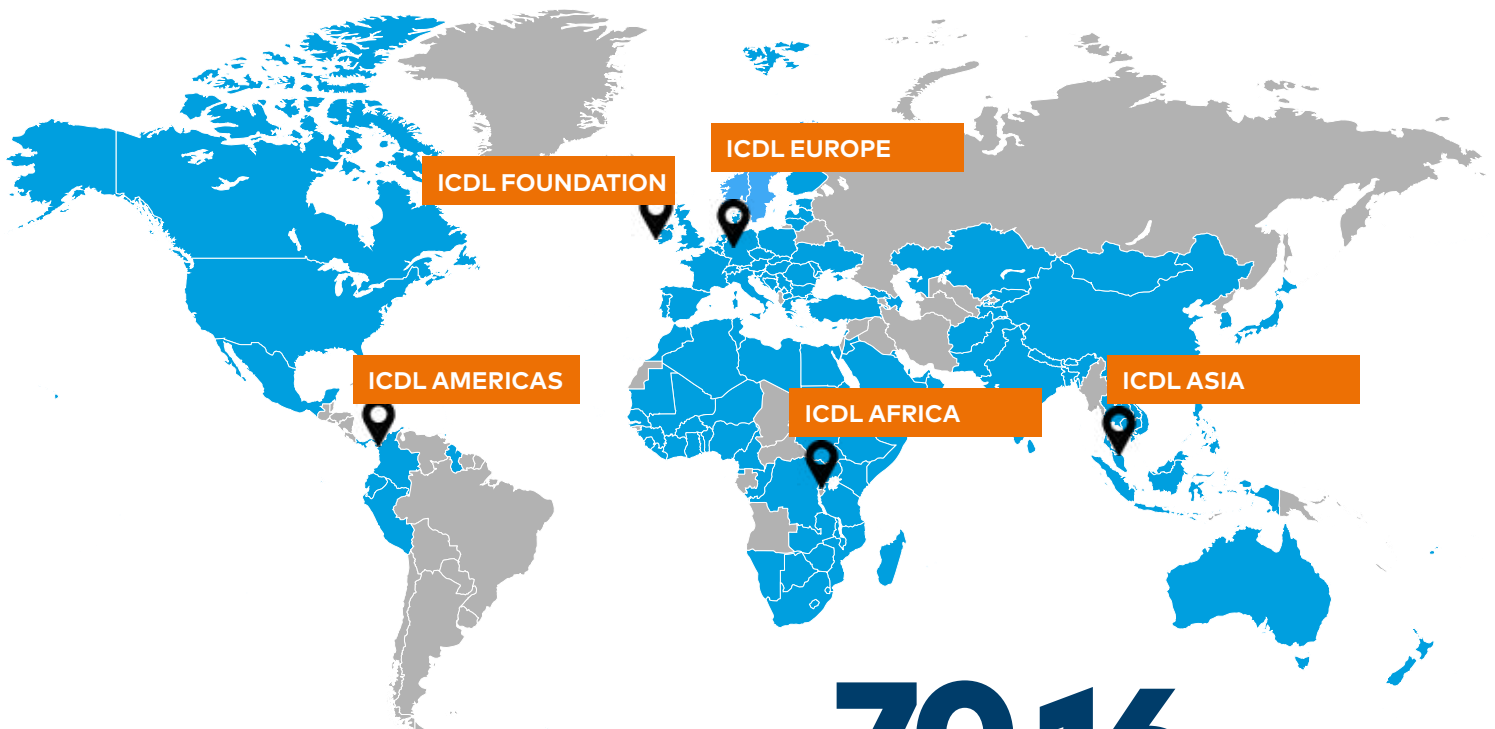 ICDL EUROPE
ICDL FOUNDATION
ICDL AMERICAS
ICDL ASIA
ICDL AFRICA